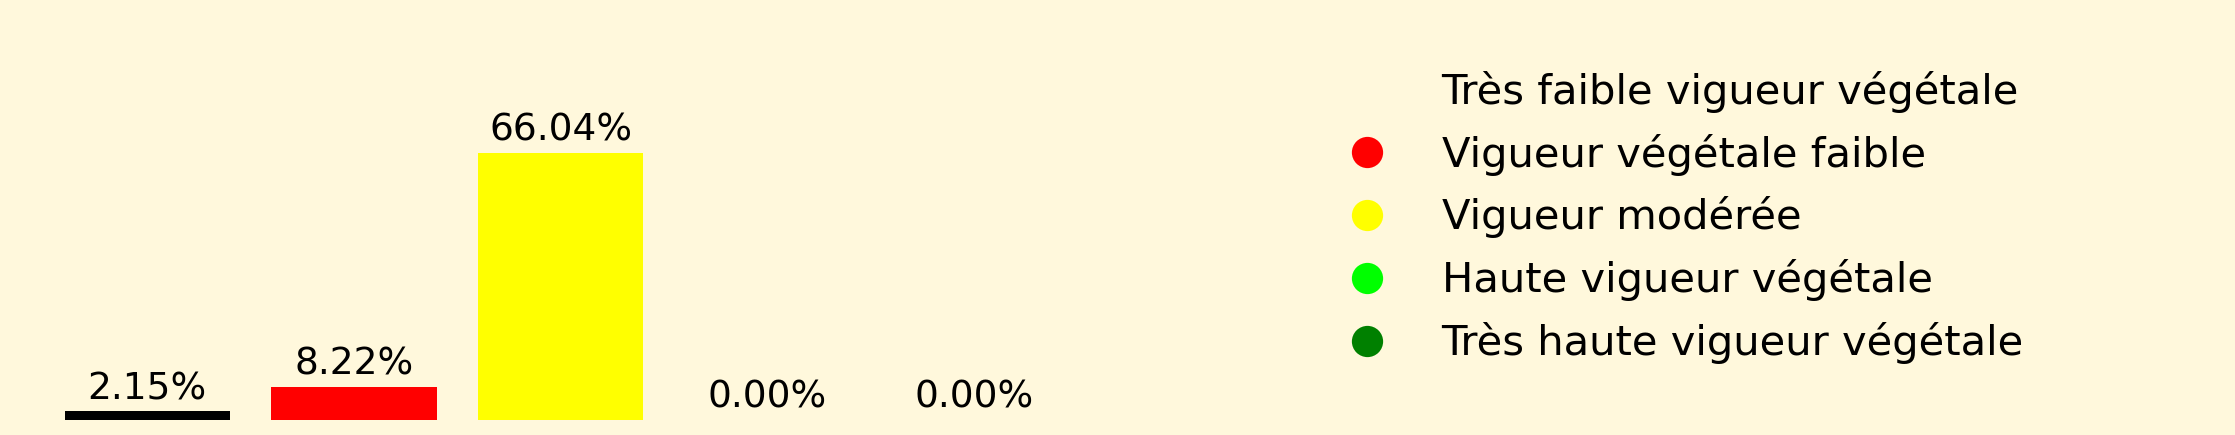 66.04%
8.22%
2.15%
0.00%
0.00%
Très faible vigueur végétale
Vigueur végétale faible
Vigueur modérée
Haute vigueur végétale
Très haute vigueur végétale